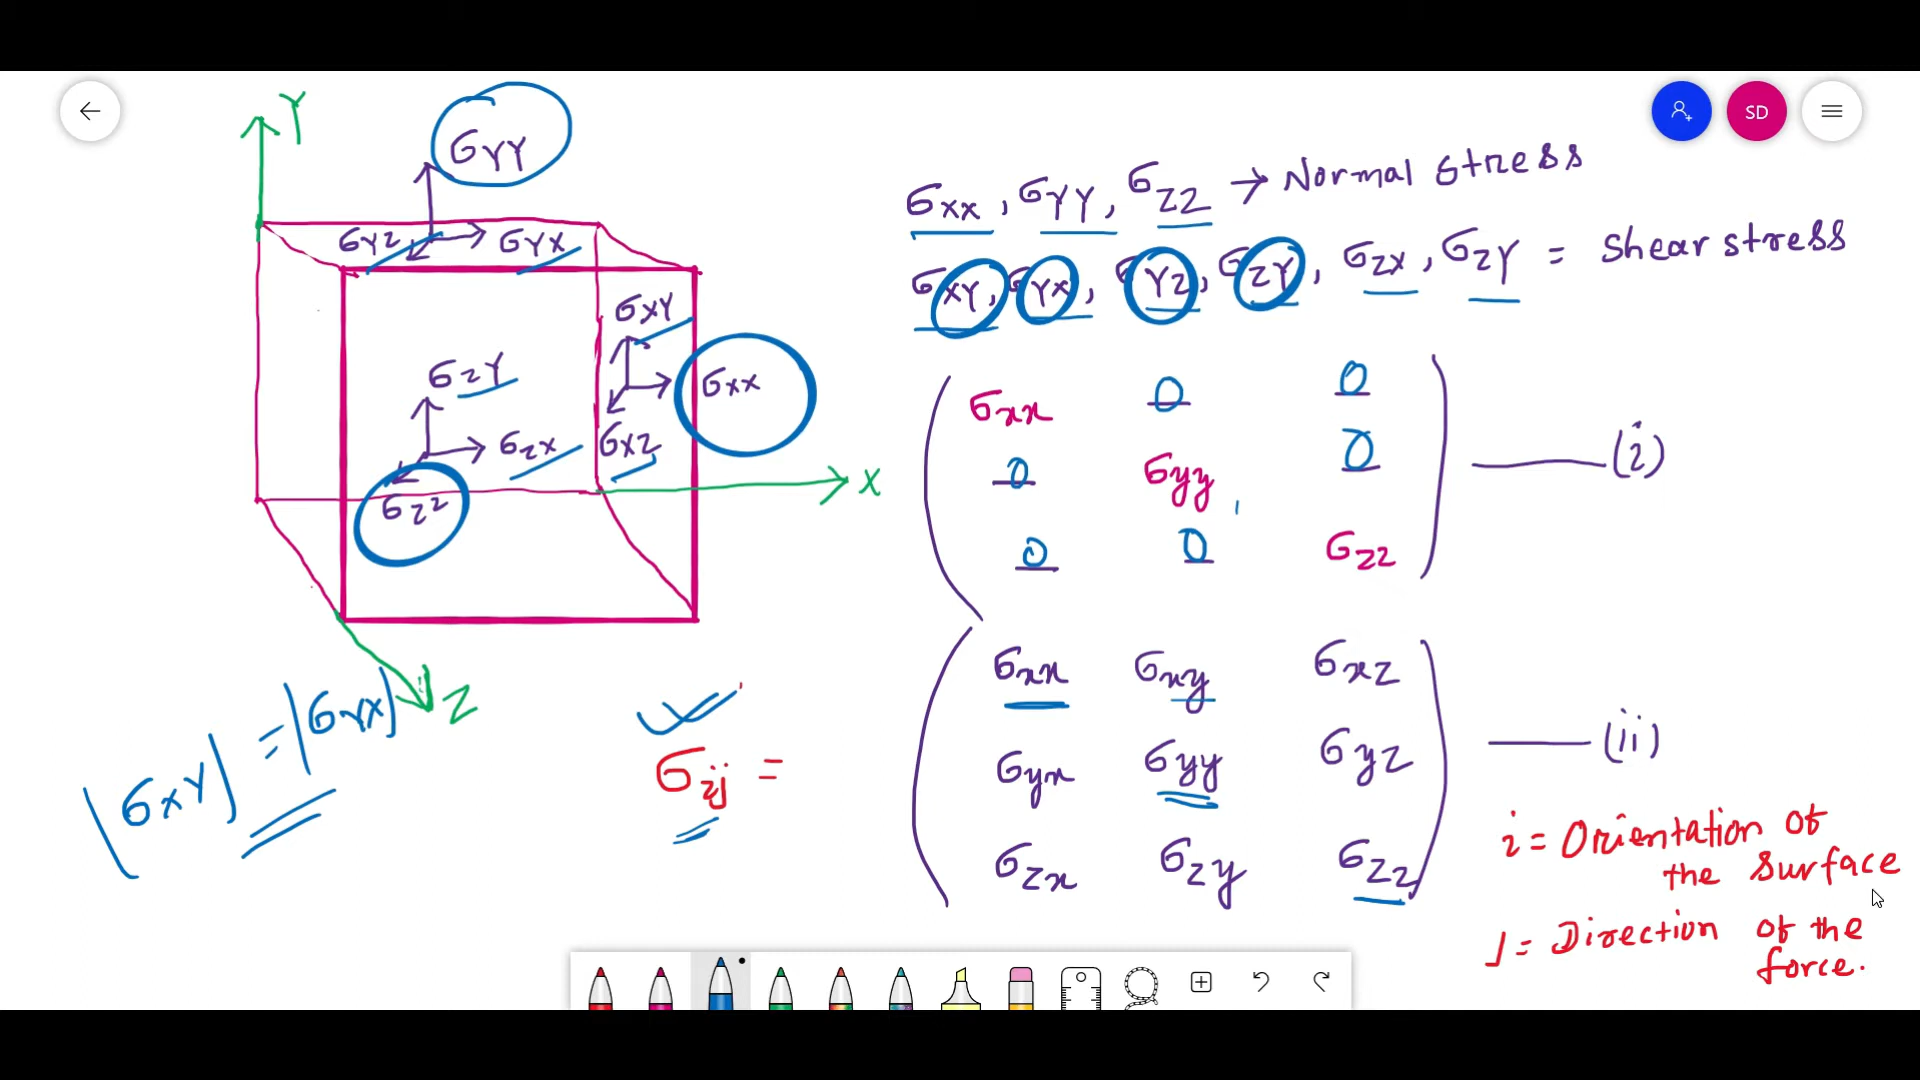 Y
σYY
σYZ σYX
σXY
σZY
σXX
σZX σXZ
σZZ
X
Z
|σXY| = |σYX|
σij =
SD
σXX, σYY, σZZ → Normal stress
σXY, σYX, σYZ, σZY, σZX, σZY = Shear stress
σxx 0 0
0 σyy 0 (i)
0 0 σzz
σxx σxy σxz
σyx σyy σyz (ii)
σzx σzy σzz
i = Orientation of
the surface
J = Direction of the
force.